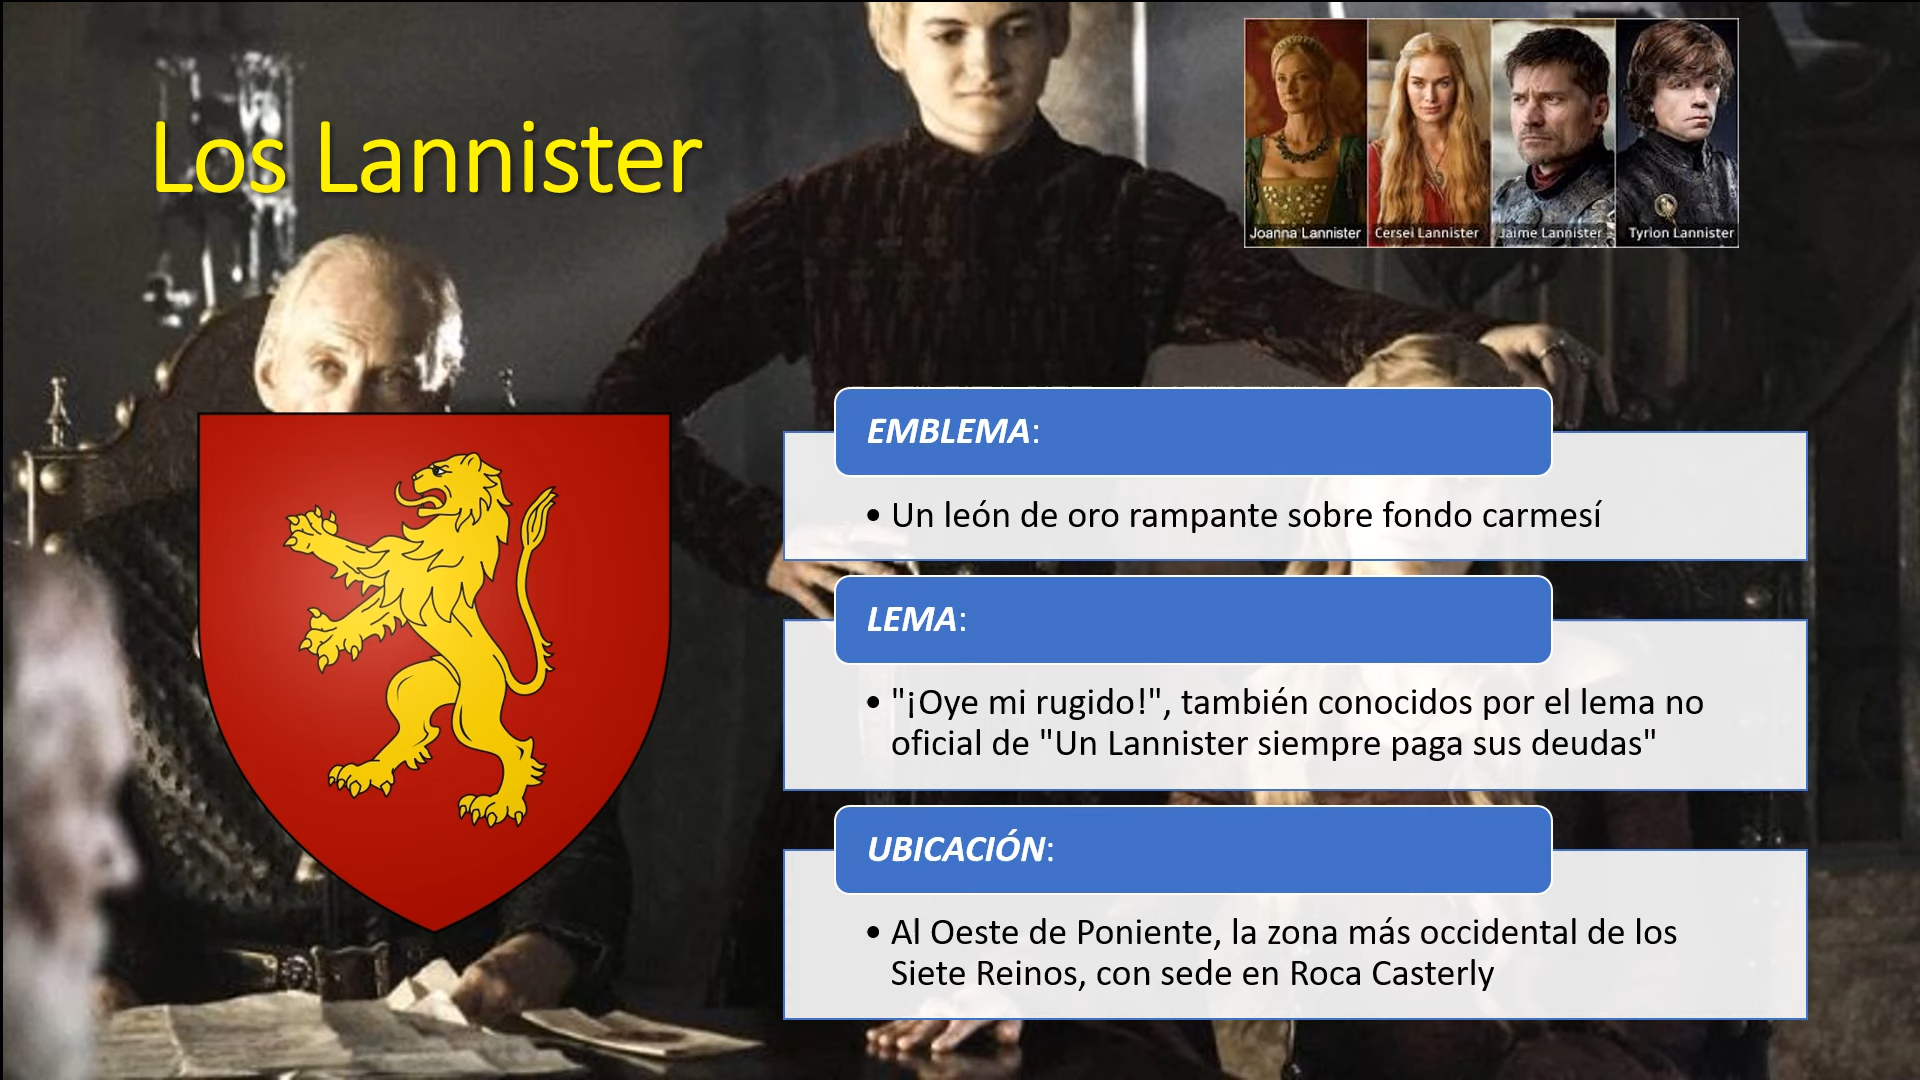 Los Lannister
Joanna Lannister
Cersei Lannister
Jaime Lannister
Tyrion Lannister
EMBLEMA:
• Un león de oro rampante sobre fondo carmesí
LEMA:
• "¡Oye mi rugido!", también conocidos por el lema no
oficial de "Un Lannister siempre paga sus deudas"
UBICACIÓN:
• Al Oeste de Poniente, la zona más occidental de los
Siete Reinos, con sede en Roca Casterly